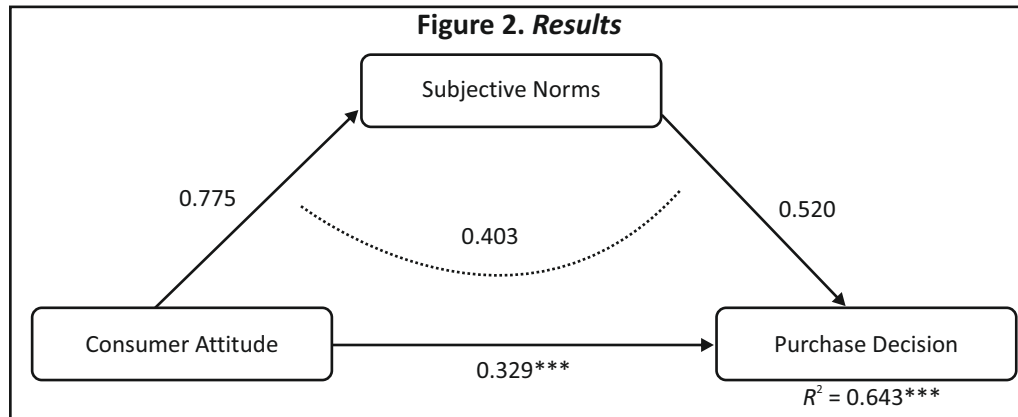 Figure 2. Results
Subjective Norms
0.775
0.520
0.403
Consumer Attitude
Purchase Decision
0.329***
R² = 0.643***